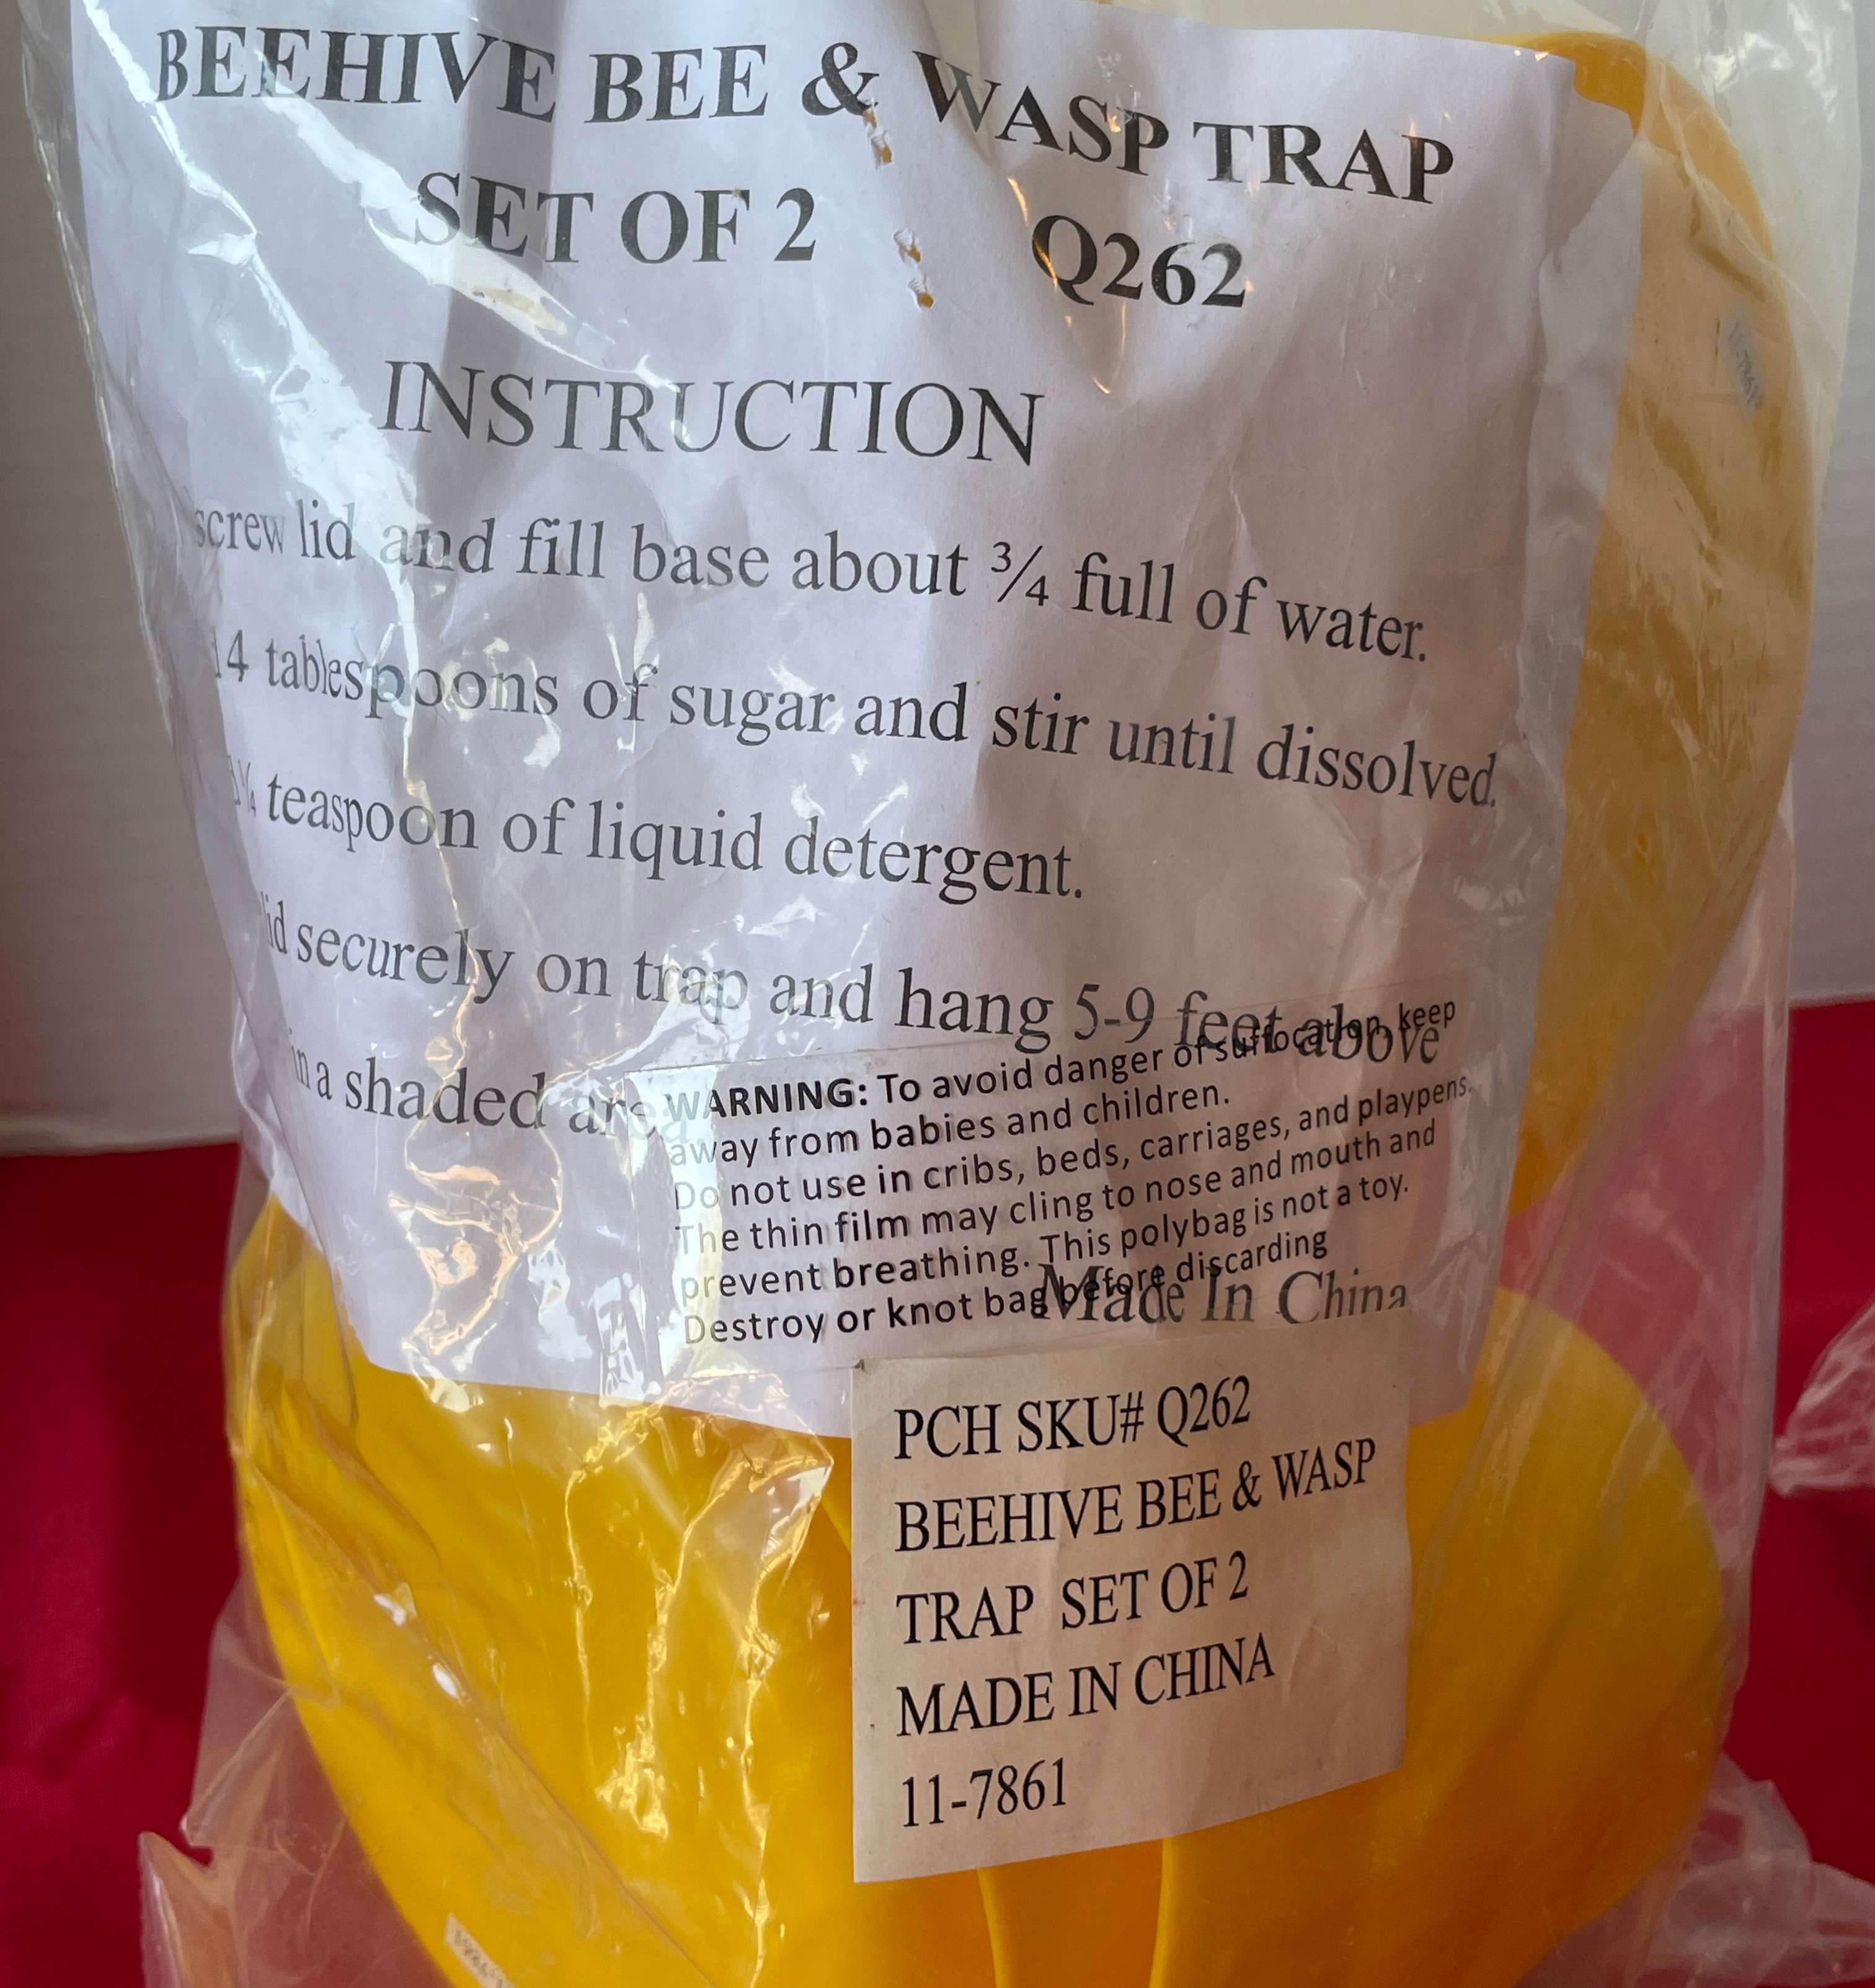 BEEHIVE BEE & WASP TRAP
SET OF 2 Q262
INSTRUCTION
screw lid and fill base about ¾ full of water.
14 tablespoons of sugar and stir until dissolved.
¼ teaspoon of liquid detergent.
id securely on trap and hang 5-9 feet above
in a shaded area
WARNING: To avoid danger of suffocation, keep
away from babies and children.
Do not use in cribs, beds, carriages, and playpens.
The thin film may cling to nose and mouth and
prevent breathing. This polybag is not a toy.
Destroy or knot bag before discarding
Made In China
PCH SKU# Q262
BEEHIVE BEE & WASP
TRAP SET OF 2
MADE IN CHINA
11-7861